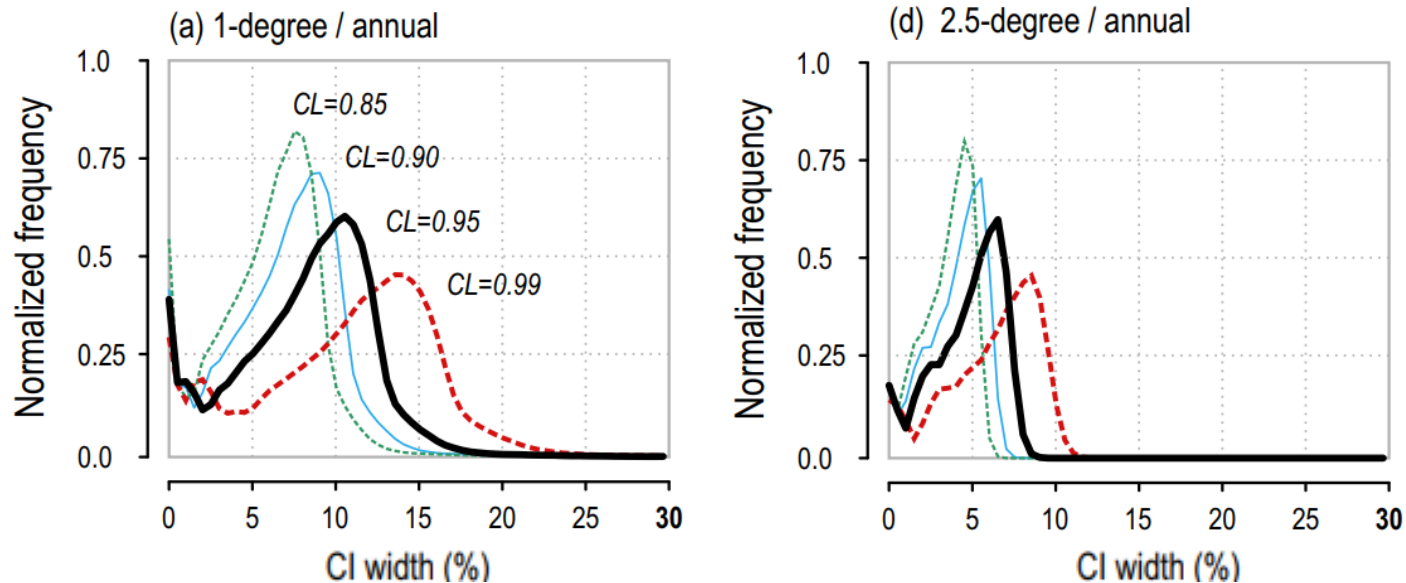 (a) 1-degree / annual
Normalized frequency
1.0
0.75
0.5
0.25
0.0
CL=0.85
CL=0.90
CL=0.95
CL=0.99
0 5 10 15 20 25 30
CI width (%)
(d) 2.5-degree / annual
Normalized frequency
1.0
0.75
0.5
0.25
0.0
0 5 10 15 20 25 30
CI width (%)